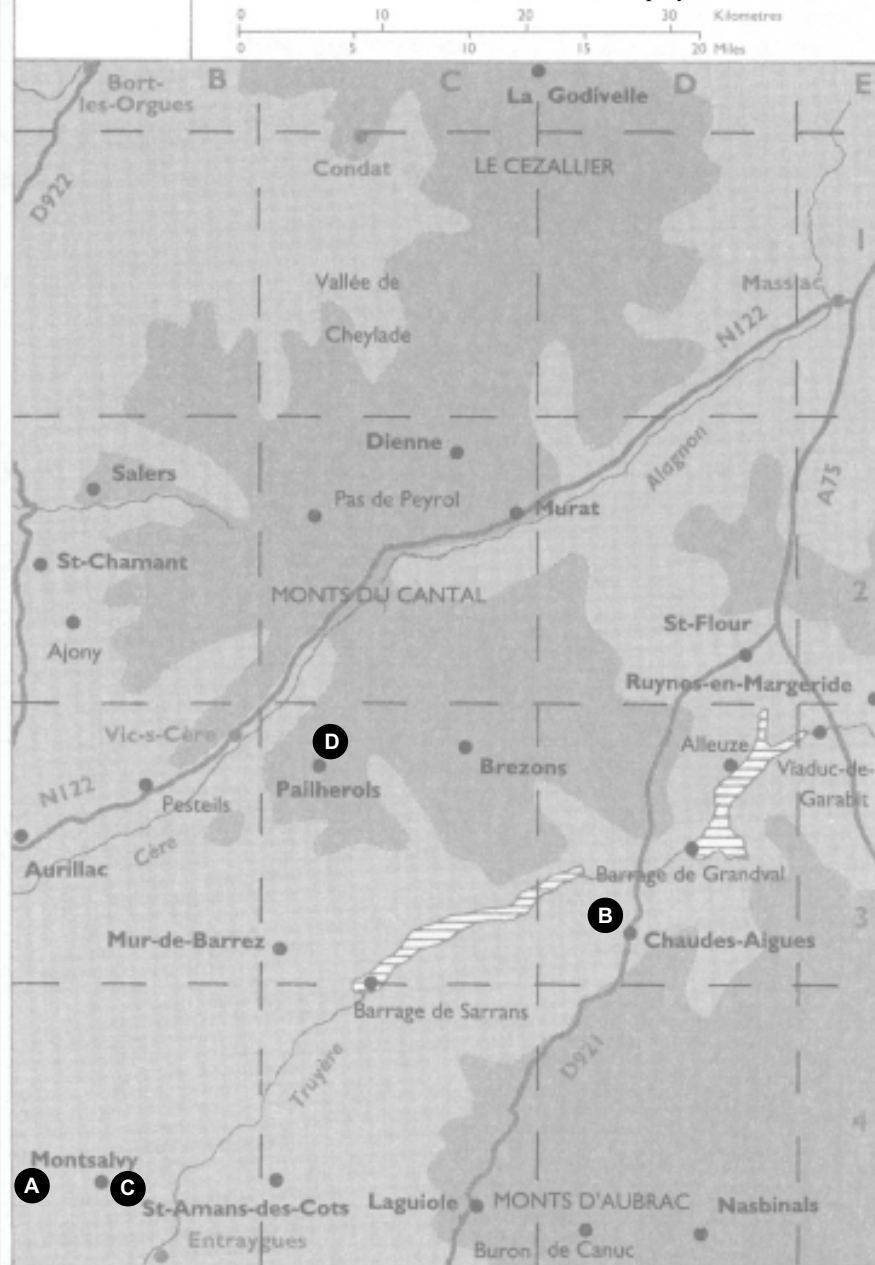 0 10 20 30 Kilometres
0 5 10 15 20 Miles
B C D E
Bort-
les-Orgues
La Godivelle
D922
Condat
LE CEZALLIER
1
Vallée de
Cheylade
Massiac
N122
Dienne
Alagnon
Salers
Pas de Peyrol
A75
Murat
St-Chamant
MONTS DU CANTAL
2
St-Flour
Ajony
Ruynes-en-Margeride
Vic-s-Cère
D
Alleuze
Brezons
Viaduc-de-
Garabit
N122
Pesteils
Pailherols
Cère
Aurillac
Barrage de Grandval
B
3
Mur-de-Barrez
Chaudes-Aigues
Barrage de Sarrans
D921
Truyère
4
Montsalvy
A
C
St-Amans-des-Cots
Laguiole
MONTS D'AUBRAC
Nasbinals
Entraygues
Buron de Canuc